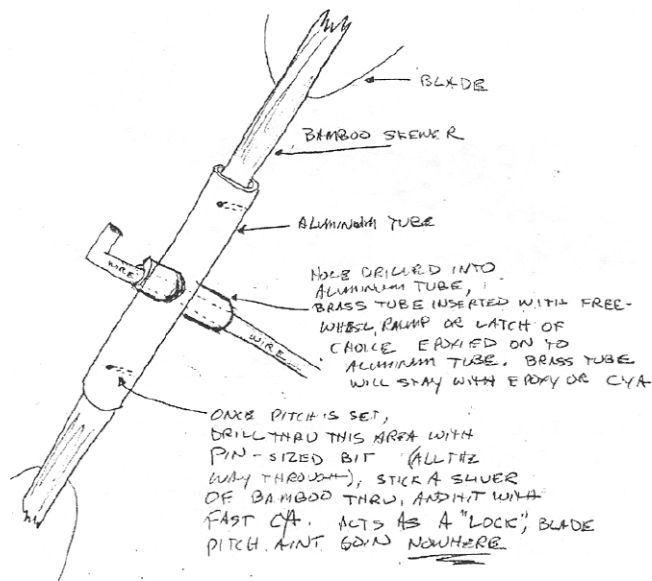 BLADE
BAMBOO SKEWER
ALUMINUM TUBE
WIRE
HOLE DRILLED INTO
ALUMINUM TUBE,
BRASS TUBE INSERTED WITH FREE-
WHEEL RAMP OR LATCH OF
CHOICE EPOXIED ON TO
ALUMINUM TUBE. BRASS TUBE
WILL STAY WITH EPOXY OR CYA
WIRE
ONCE PITCH IS SET,
DRILL THRU THIS AREA WITH
PIN-SIZED BIT (ALL THE
WAY THROUGH), STICK A SLIVER
OF BAMBOO THRU, AND HIT WITH
FAST CYA. ACTS AS A "LOCK", BLADE
PITCH AINT GOIN NOWHERE